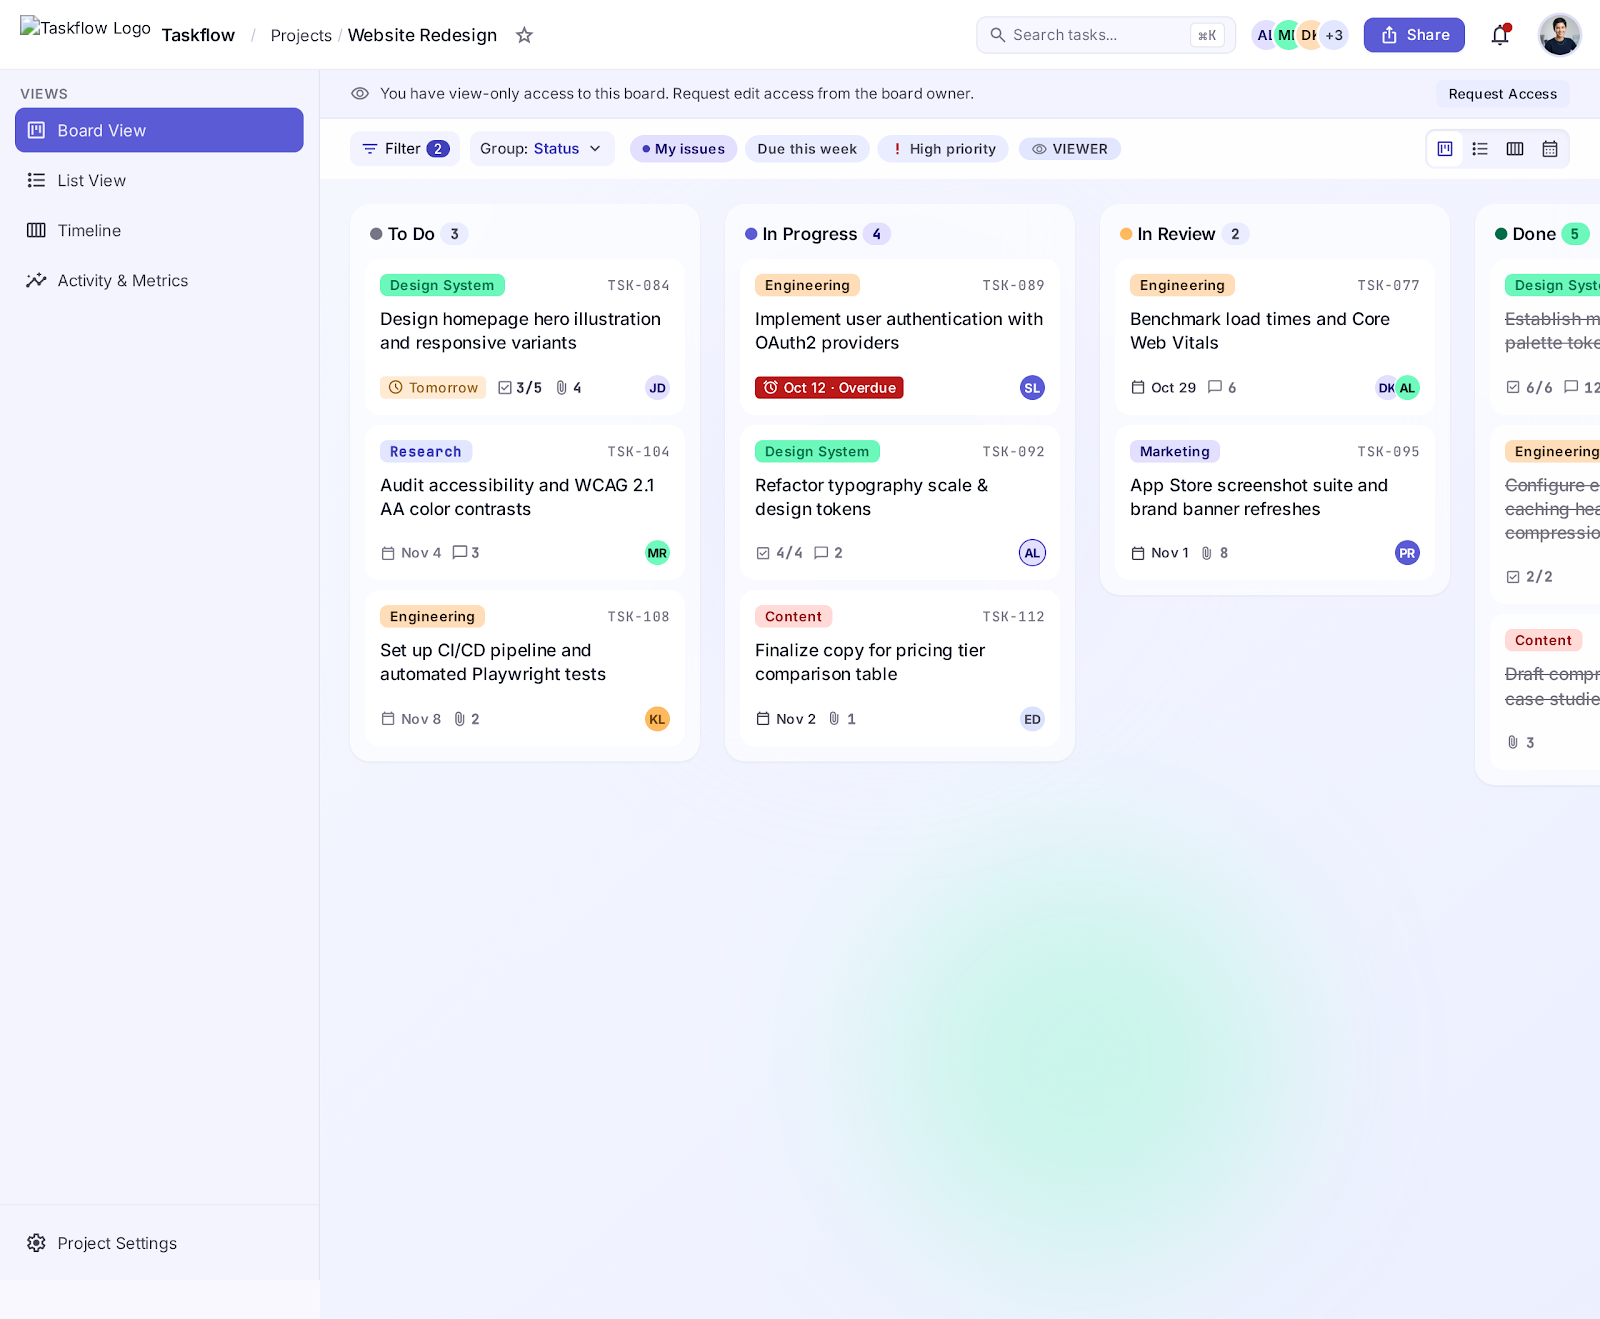 Taskflow Logo Taskflow / Projects / Website Redesign
Search tasks... ⌘K
+3
Share
VIEWS
Board View
List View
Timeline
Activity & Metrics
Project Settings
You have view-only access to this board. Request edit access from the board owner.
Request Access
Filter 2
Group: Status
My issues
Due this week
! High priority
VIEWER
To Do 3
Design System TSK-084
Design homepage hero illustration
and responsive variants
Tomorrow 3/5 4 JD
Research TSK-104
Audit accessibility and WCAG 2.1
AA color contrasts
Nov 4 3 MR
Engineering TSK-108
Set up CI/CD pipeline and
automated Playwright tests
Nov 8 2 KL
In Progress 4
Engineering TSK-089
Implement user authentication with
OAuth2 providers
Oct 12 · Overdue SL
Design System TSK-092
Refactor typography scale &
design tokens
4/4 2 AL
Content TSK-112
Finalize copy for pricing tier
comparison table
Nov 2 1 ED
In Review 2
Engineering TSK-077
Benchmark load times and Core
Web Vitals
Oct 29 6 DK AL
Marketing TSK-095
App Store screenshot suite and
brand banner refreshes
Nov 1 8 PR
Done 5
Design
Establish
palette
6/6 12
Engineering
Configure
caching
2/2
Content
Draft
case
3